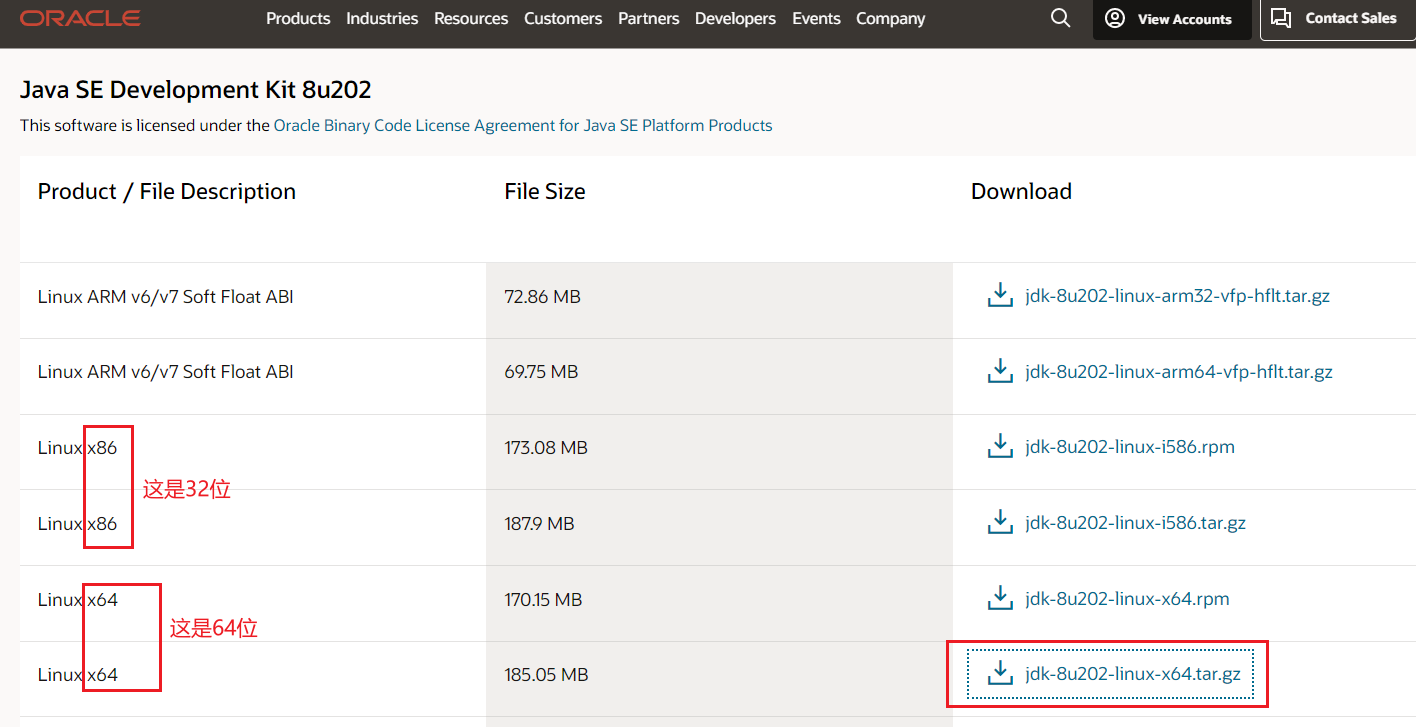 ORACLE Products Industries Resources Customers Partners Developers Events Company View Accounts Contact Sales
Java SE Development Kit 8u202
This software is licensed under the Oracle Binary Code License Agreement for Java SE Platform Products
Product / File Description File Size Download
Linux ARM v6/v7 Soft Float ABI 72.86 MB jdk-8u202-linux-arm32-vfp-hflt.tar.gz
Linux ARM v6/v7 Soft Float ABI 69.75 MB jdk-8u202-linux-arm64-vfp-hflt.tar.gz
Linux x86 173.08 MB jdk-8u202-linux-i586.rpm
这是32位
Linux x86 187.9 MB jdk-8u202-linux-i586.tar.gz
Linux x64 170.15 MB jdk-8u202-linux-x64.rpm
这是64位
Linux x64 185.05 MB jdk-8u202-linux-x64.tar.gz